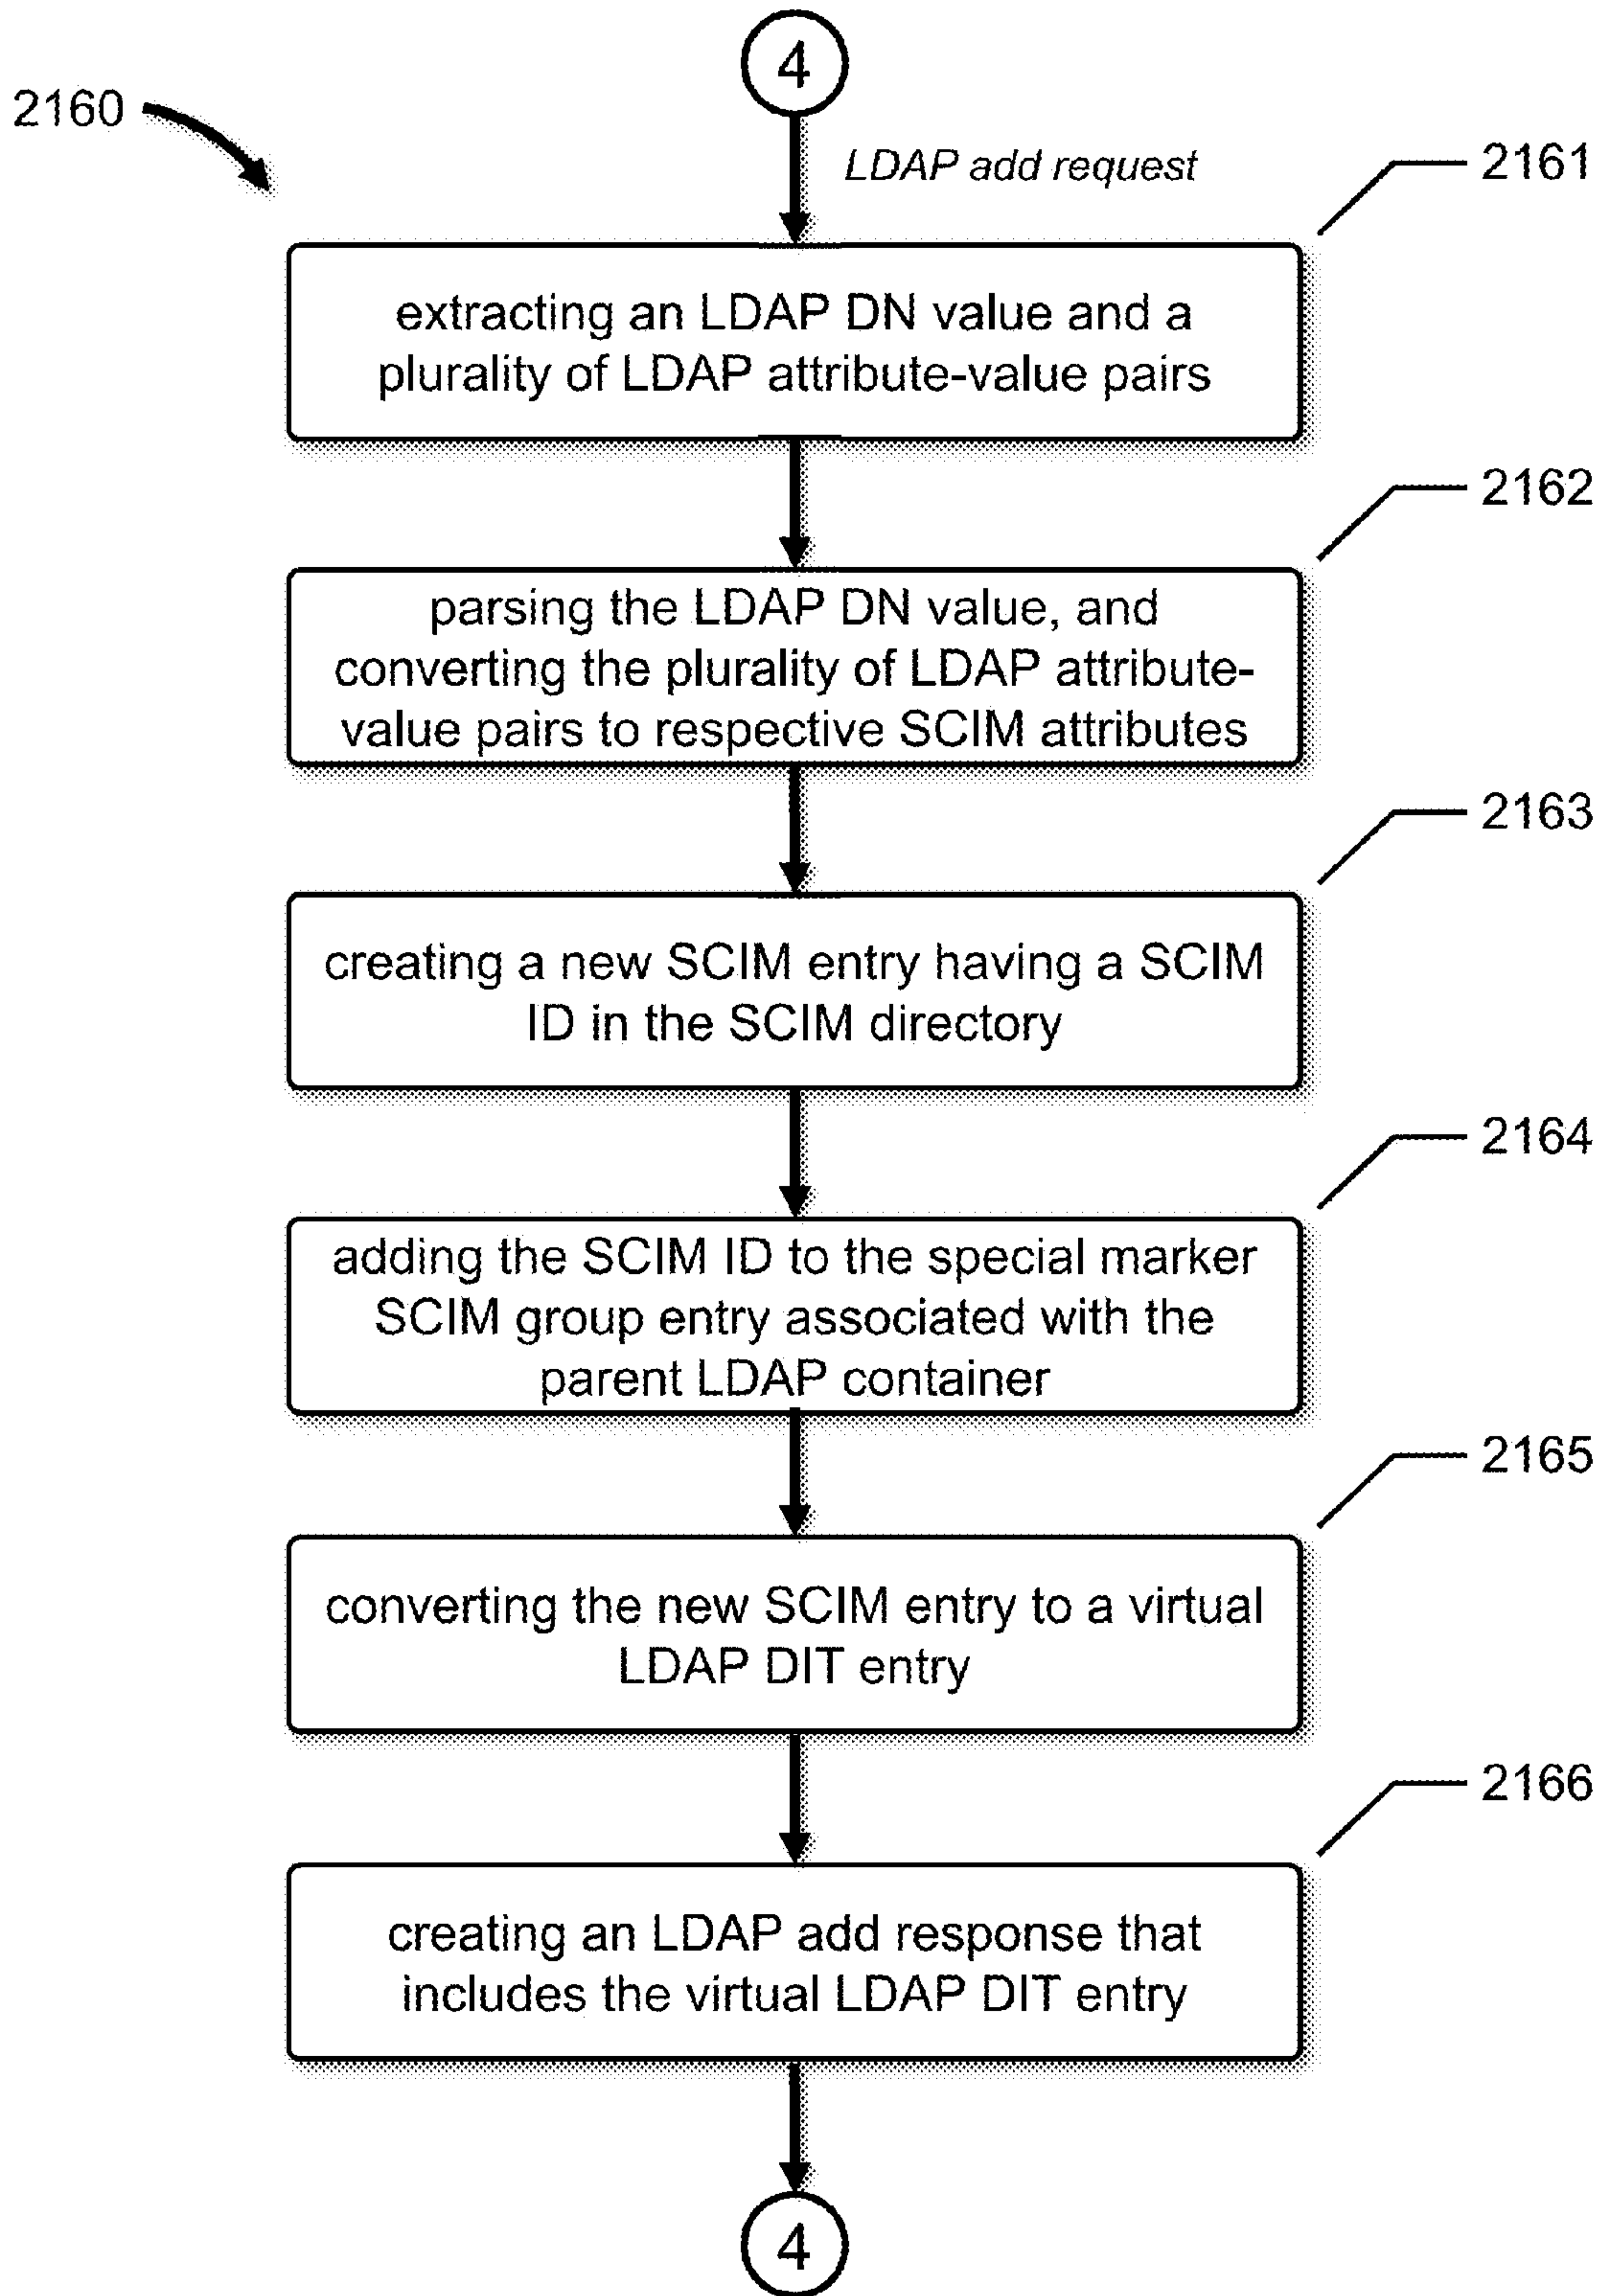 4
2160
LDAP add request
2161
extracting an LDAP DN value and a
plurality of LDAP attribute-value pairs
2162
parsing the LDAP DN value, and
converting the plurality of LDAP attribute-
value pairs to respective SCIM attributes
2163
creating a new SCIM entry having a SCIM
ID in the SCIM directory
2164
adding the SCIM ID to the special marker
SCIM group entry associated with the
parent LDAP container
2165
converting the new SCIM entry to a virtual
LDAP DIT entry
2166
creating an LDAP add response that
includes the virtual LDAP DIT entry
4